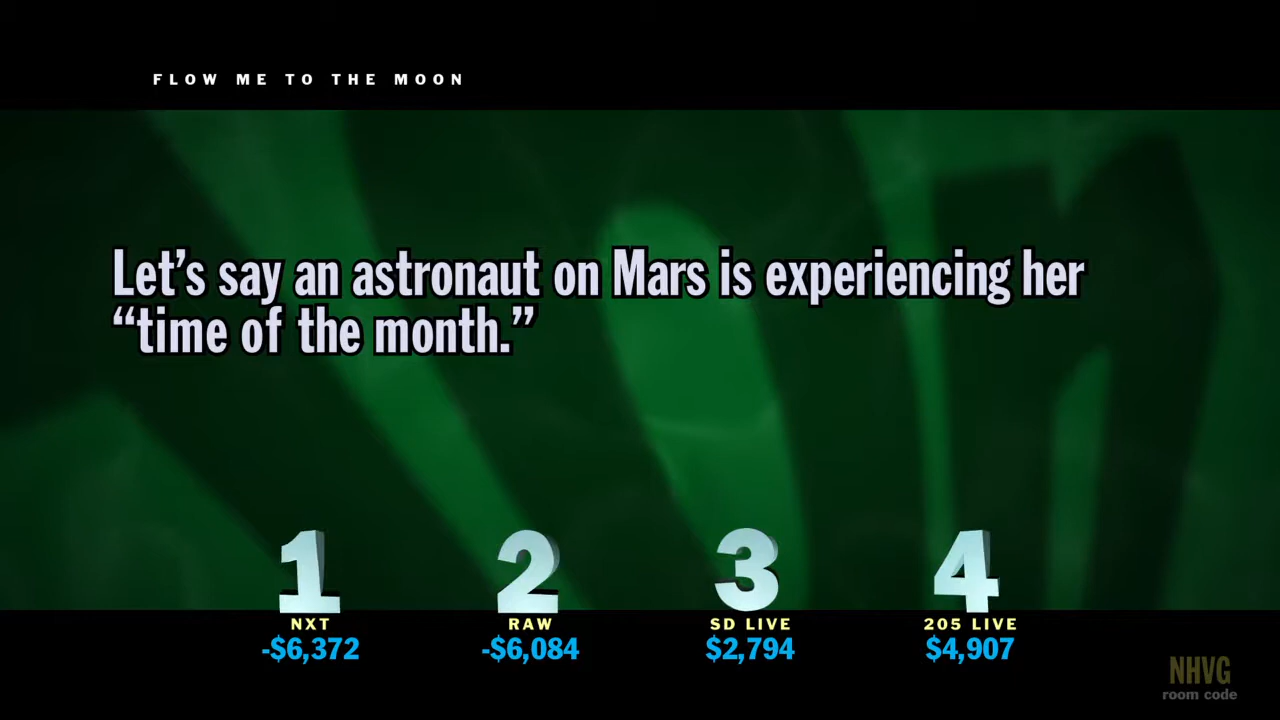 FLOW ME TO THE MOON
Let's say an astronaut on Mars is experiencing her
“time of the month.”
1 2 3 4
NXT RAW SD LIVE 205 LIVE
-$6,372 -$6,084 $2,794 $4,907
NHVG
room code